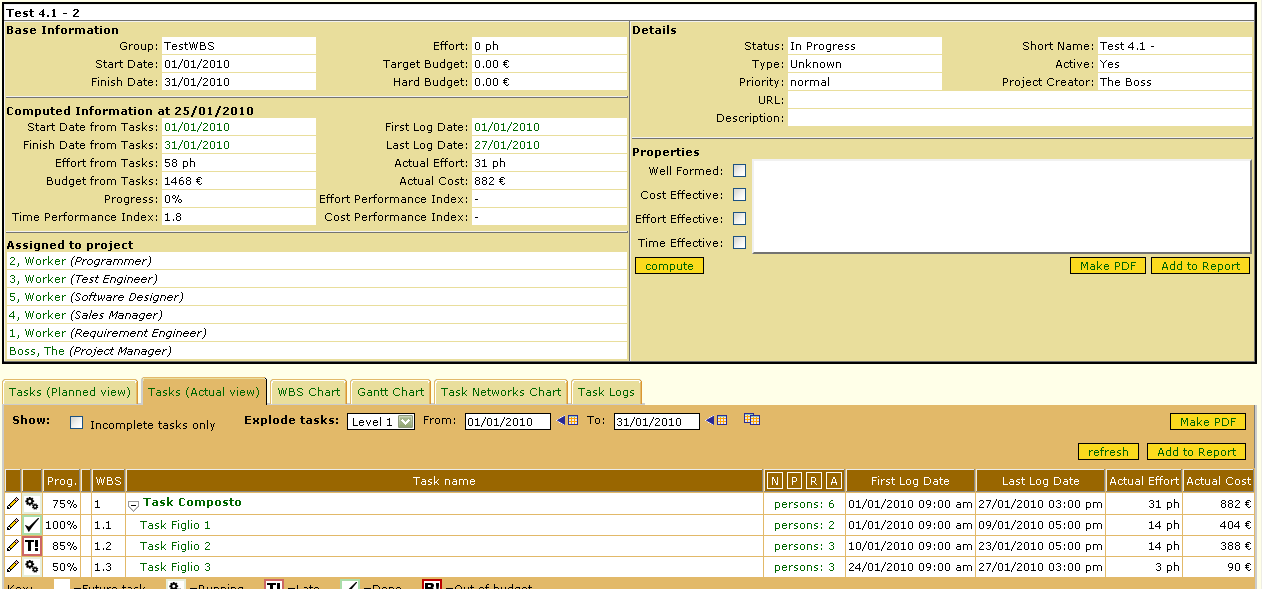 Test 4.1 - 2
Base Information
Group: TestWBS Effort: 0 ph
Start Date: 01/01/2010 Target Budget: 0.00 €
Finish Date: 31/01/2010 Hard Budget: 0.00 €
Computed Information at 25/01/2010
Start Date from Tasks: 01/01/2010 First Log Date: 01/01/2010
Finish Date from Tasks: 31/01/2010 Last Log Date: 27/01/2010
Effort from Tasks: 58 ph Actual Effort: 31 ph
Budget from Tasks: 1468 € Actual Cost: 882 €
Progress: 0% Effort Performance Index: -
Time Performance Index: 1.8 Cost Performance Index: -
Assigned to project
2, Worker (Programmer)
3, Worker (Test Engineer)
5, Worker (Software Designer)
4, Worker (Sales Manager)
1, Worker (Requirement Engineer)
Boss, The (Project Manager)
Details
Status: In Progress Short Name: Test 4.1 -
Type: Unknown Active: Yes
Priority: normal Project Creator: The Boss
URL:
Description:
Properties
Well Formed:
Cost Effective:
Effort Effective:
Time Effective:
compute Make PDF Add to Report
Tasks (Planned view) Tasks (Actual view) WBS Chart Gantt Chart Task Networks Chart Task Logs
Show: Incomplete tasks only Explode tasks: Level 1 From: 01/01/2010 To: 31/01/2010 Make PDF
refresh Add to Report
Prog. WBS Task name N P R A First Log Date Last Log Date Actual Effort Actual Cost
75% 1 Task Composto persons: 6 01/01/2010 09:00 am 27/01/2010 03:00 pm 31 ph 882 €
100% 1.1 Task Figlio 1 persons: 2 01/01/2010 09:00 am 09/01/2010 05:00 pm 14 ph 404 €
T! 85% 1.2 Task Figlio 2 persons: 3 10/01/2010 09:00 am 23/01/2010 05:00 pm 14 ph 388 €
50% 1.3 Task Figlio 3 persons: 3 24/01/2010 09:00 am 27/01/2010 03:00 pm 3 ph 90 €
Key: =Future task =Running T! =Late =Done B! =Out of budget